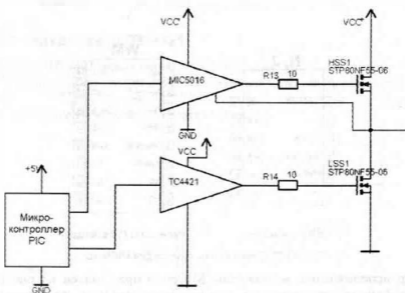 VCC
VCC
HSS1
STP80NF55-06
MIC5016
R13 10
GND
VCC
LSS1
STP80NF55-06
TC4421
R14 10
+5V
Микро-
контроллер
PIC
GND